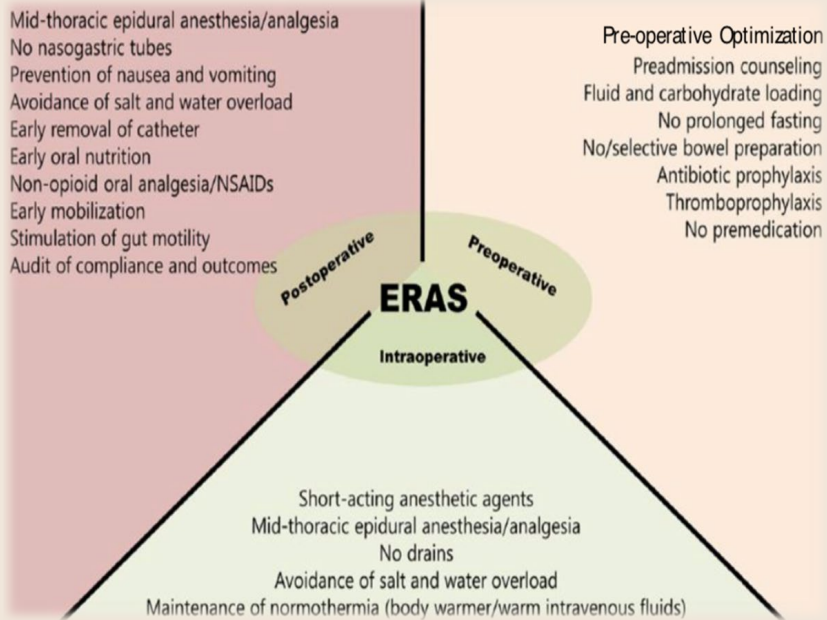 Mid-thoracic epidural anesthesia/analgesia
No nasogastric tubes
Prevention of nausea and vomiting
Avoidance of salt and water overload
Early removal of catheter
Early oral nutrition
Non-opioid oral analgesia/NSAIDs
Early mobilization
Stimulation of gut motility
Audit of compliance and outcomes
Pre-operative Optimization
Preadmission counseling
Fluid and carbohydrate loading
No prolonged fasting
No/selective bowel preparation
Antibiotic prophylaxis
Thromboprophylaxis
No premedication
Postoperative
Preoperative
ERAS
Intraoperative
Short-acting anesthetic agents
Mid-thoracic epidural anesthesia/analgesia
No drains
Avoidance of salt and water overload
Maintenance of normothermia (body warmer/warm intravenous fluids)